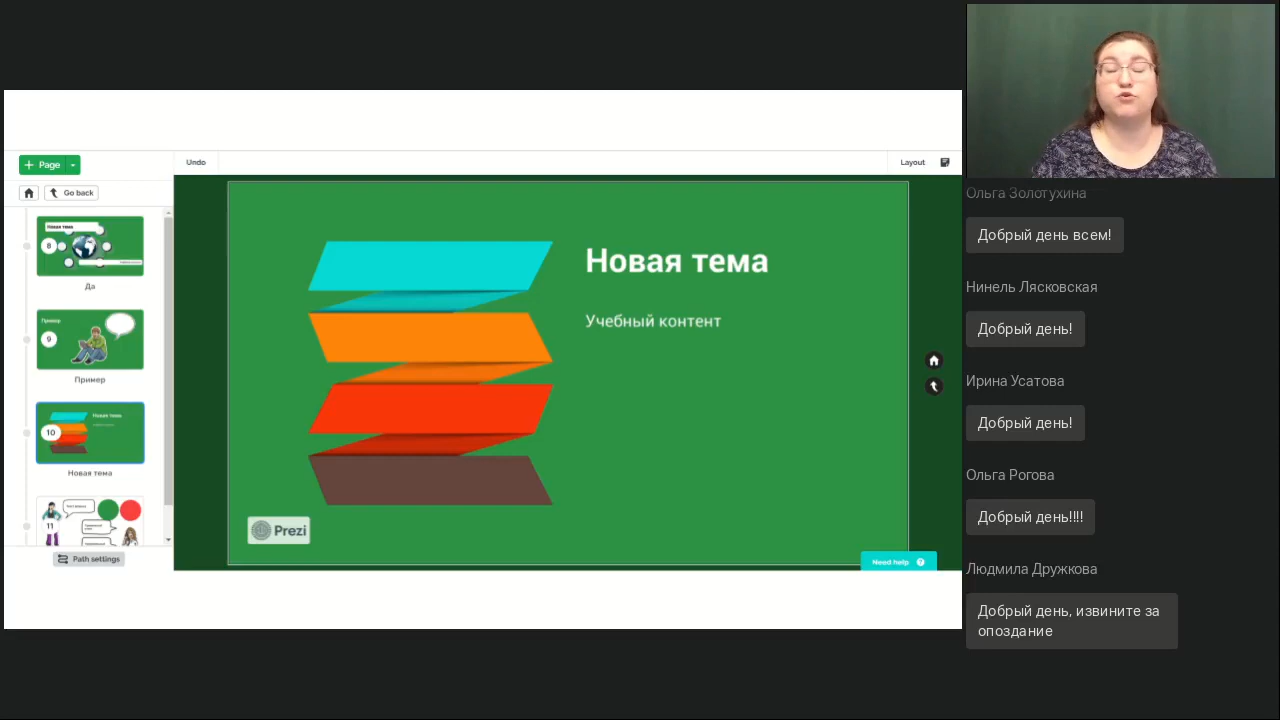 Page
Undo
Layout
Go back
Новая тема
8
Да
Пример
9
Пример
Новая тема
10
Новая тема
11
Path settings
Новая тема
Учебный контент
Prezi
Need help
Ольга Золотухина
Добрый день всем!
Нинель Лясковская
Добрый день!
Ирина Усатова
Добрый день!
Ольга Рогова
Добрый день!!!!
Людмила Дружкова
Добрый день, извините за
опоздание